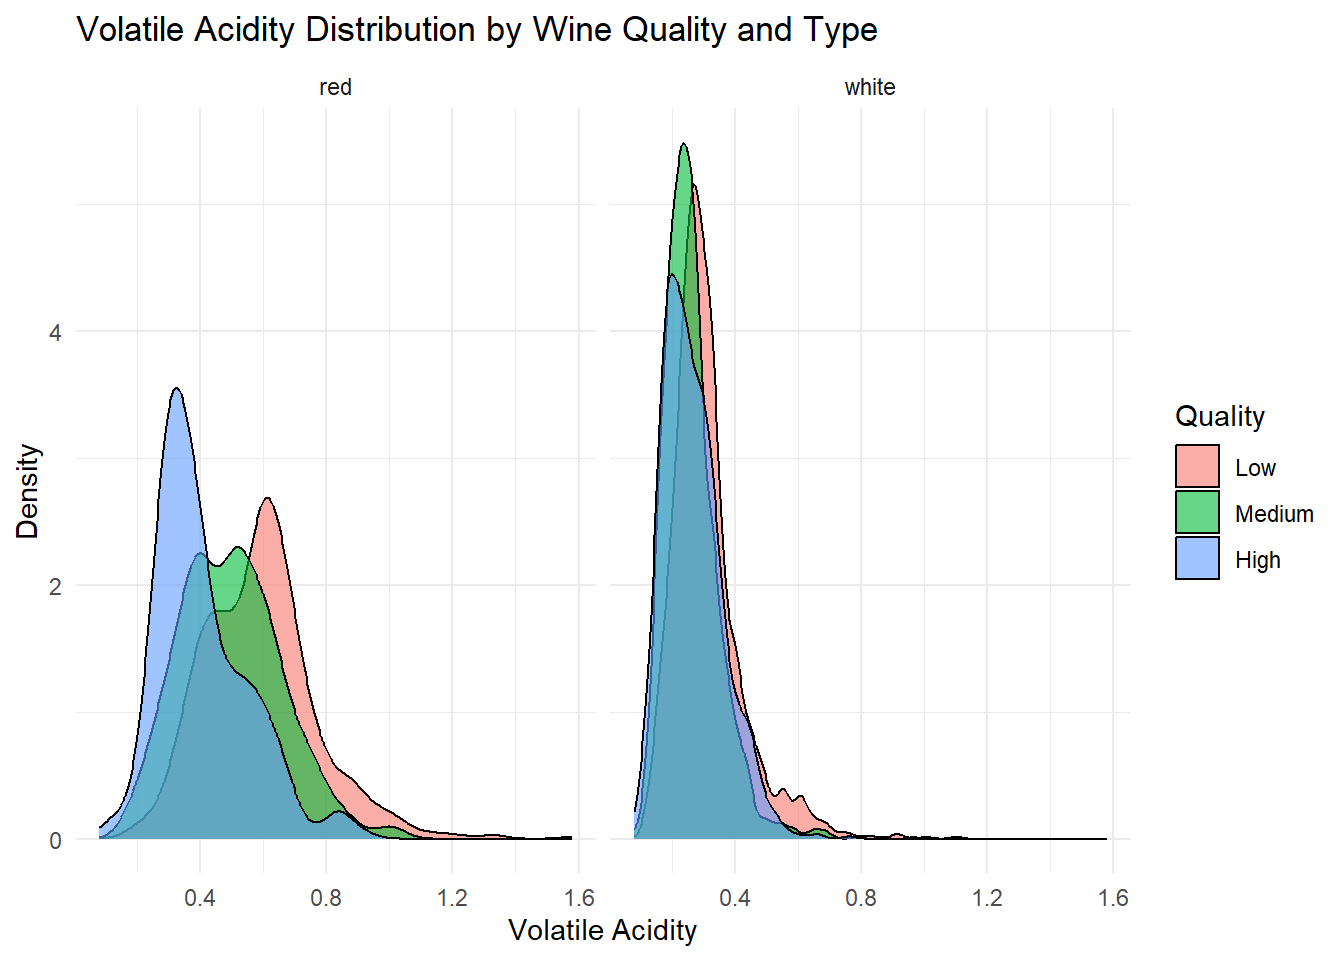 Volatile Acidity Distribution by Wine Quality and Type
red
white
Density
4
2
0
0.4 0.8 1.2 1.6
0.4 0.8 1.2 1.6
Volatile Acidity
Quality
Low
Medium
High